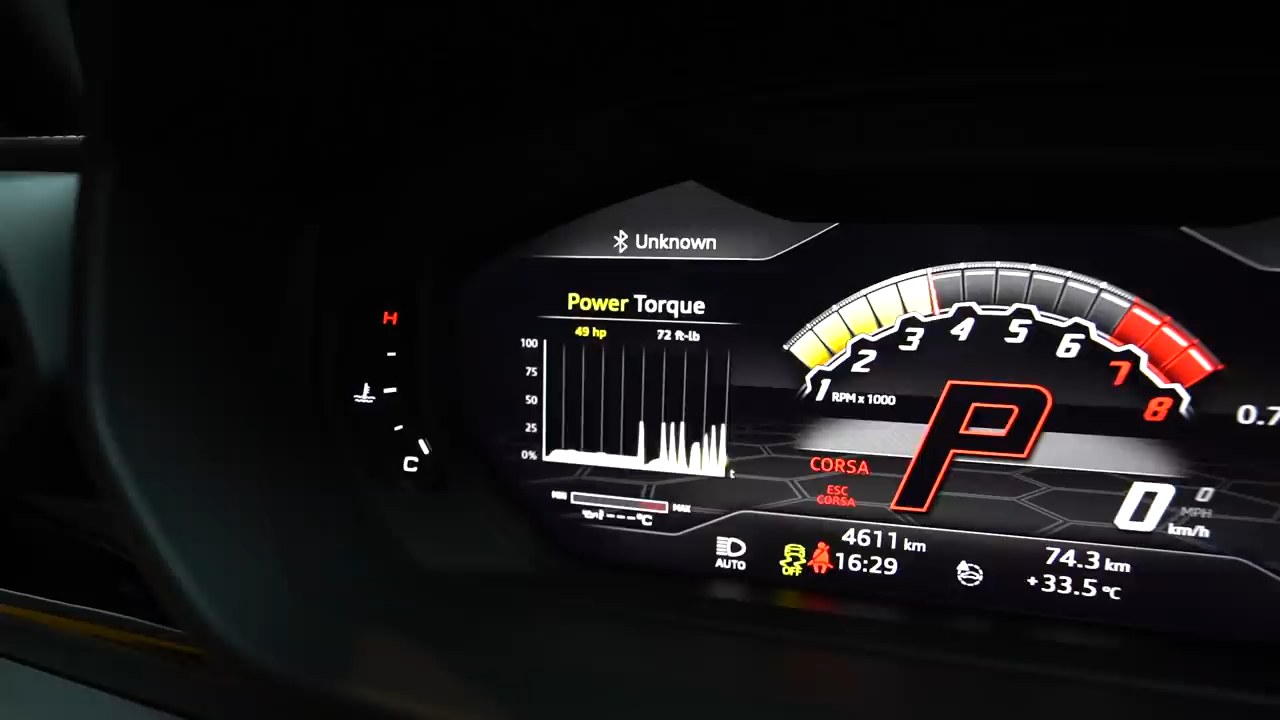 Unknown
Power Torque
49 hp 72 ft-lb
100
75
50
25
0%
t
MIN MAX
---°C
H
C
1 2 3 4 5 6 7 8
RPM x 1000
P
CORSA
ESC
CORSA
0.7
0 0
MPH
km/h
AUTO
OFF
4611 km
16:29
74.3 km
+33.5 °C